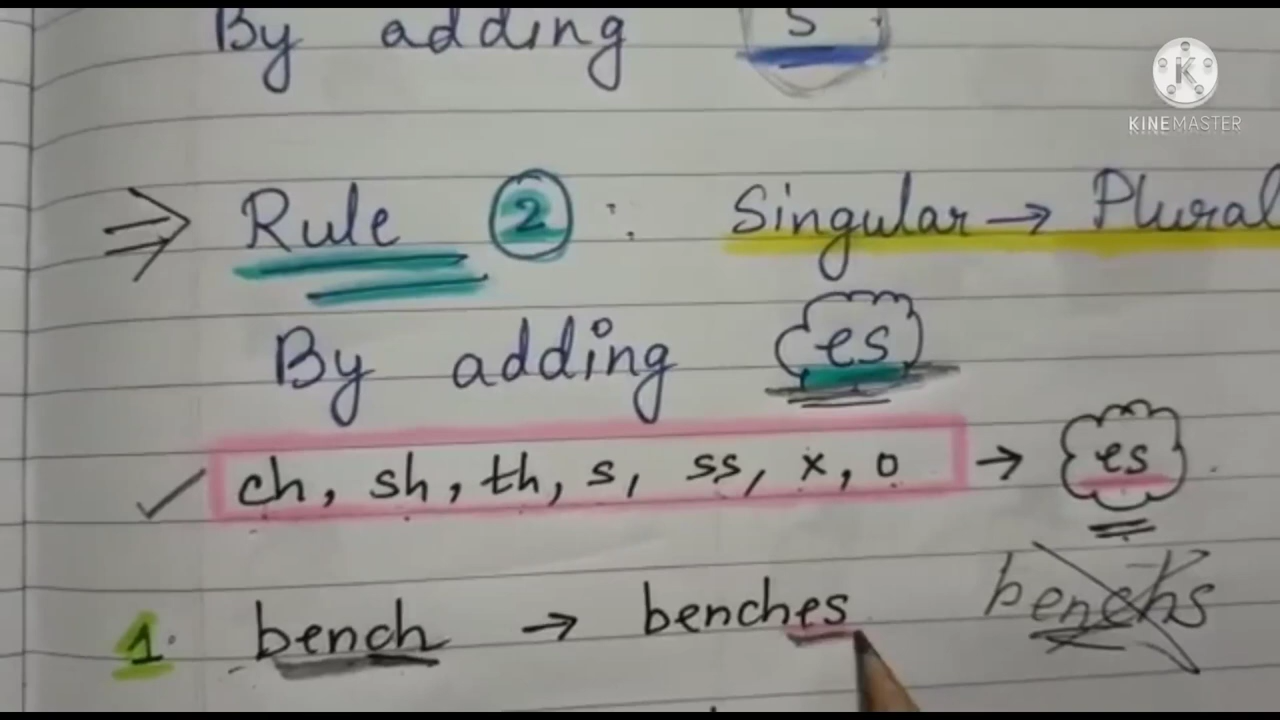 By adding s
KINEMASTER
⇒ Rule 2 : Singular → Plural
By adding es
✓ ch, sh, th, s, ss, x, o → es
1. bench → benches benchs